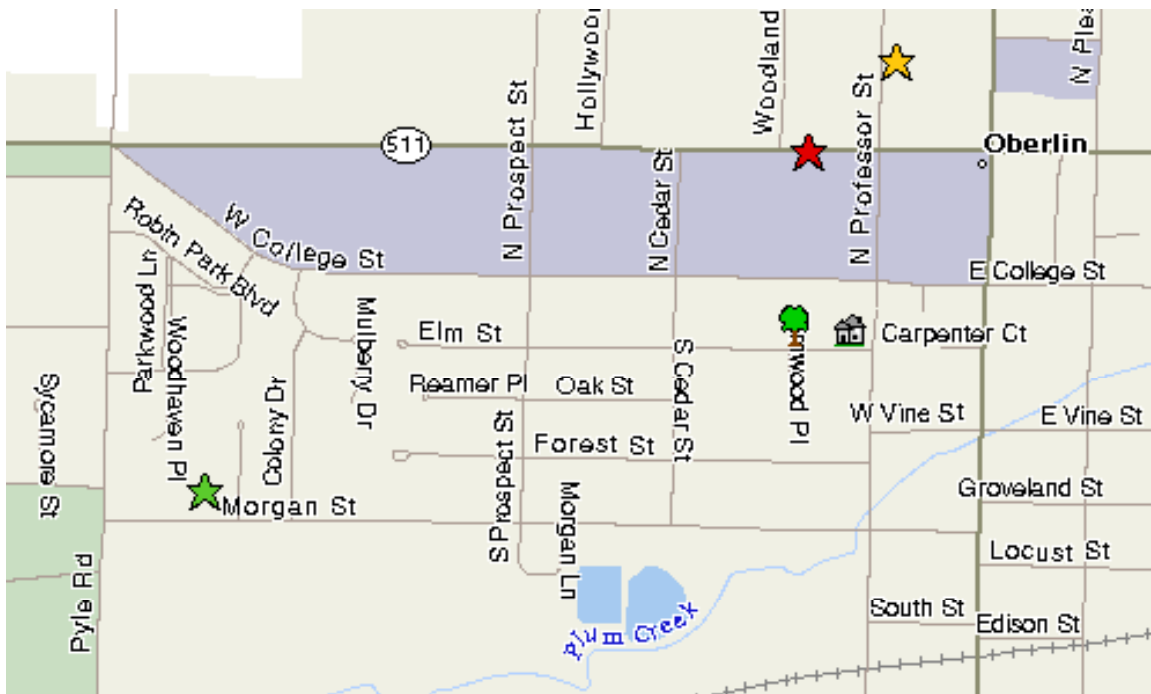 Hollywood
Woodland
N Plea
N Prospect St
N Professor St
511
Oberlin
N Cedar St
W College St
Robin Park Blvd
E College St
Parkwood Ln
Woodhaven Pl
Mulberry Dr
Elm St
Carpenter Ct
Reamer Pl
Oak St
S Cedar St
nwood Pl
W Vine St
E Vine St
Sycamore St
Colony Dr
S Prospect St
Forest St
Morgan St
Morgan Ln
Groveland St
Locust St
Pyle Rd
South St
Edison St
Plum Creek